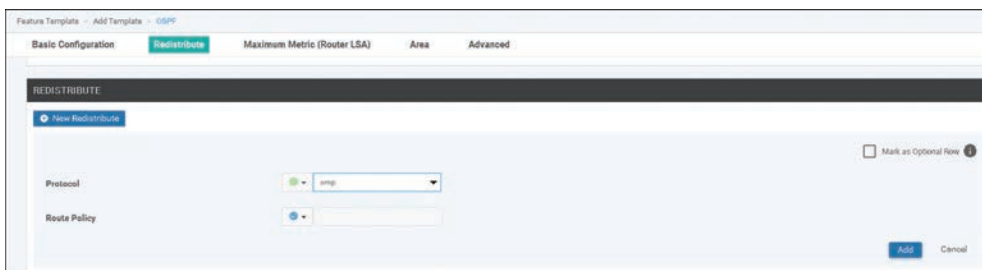 Feature Template > Add Template > OSPF
Basic Configuration Redistribute Maximum Metric (Router LSA) Area Advanced
REDISTRIBUTE
New Redistribute
Mark as Optional Row
Protocol omp
Route Policy
Add Cancel